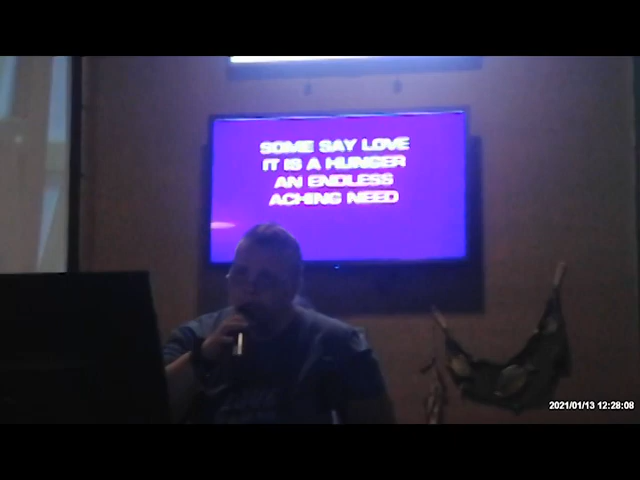 SOME SAY LOVE
IT IS A HUNGER
AN ENDLESS
ACHING NEED
2021/01/13 12:28:08